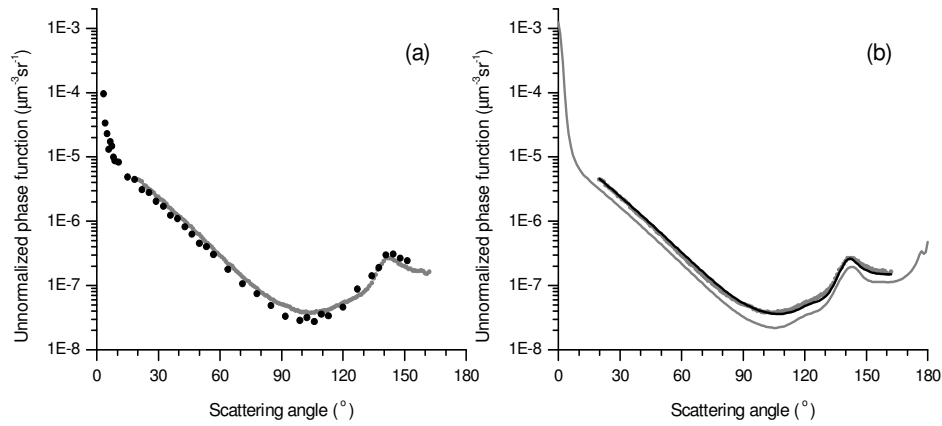 (a)
Unnormalized phase function (μm⁻³sr⁻¹)
1E-3
1E-4
1E-5
1E-6
1E-7
1E-8
0 30 60 90 120 150 180
Scattering angle (°)
(b)
Unnormalized phase function (μm⁻³sr⁻¹)
1E-3
1E-4
1E-5
1E-6
1E-7
1E-8
0 30 60 90 120 150 180
Scattering angle (°)